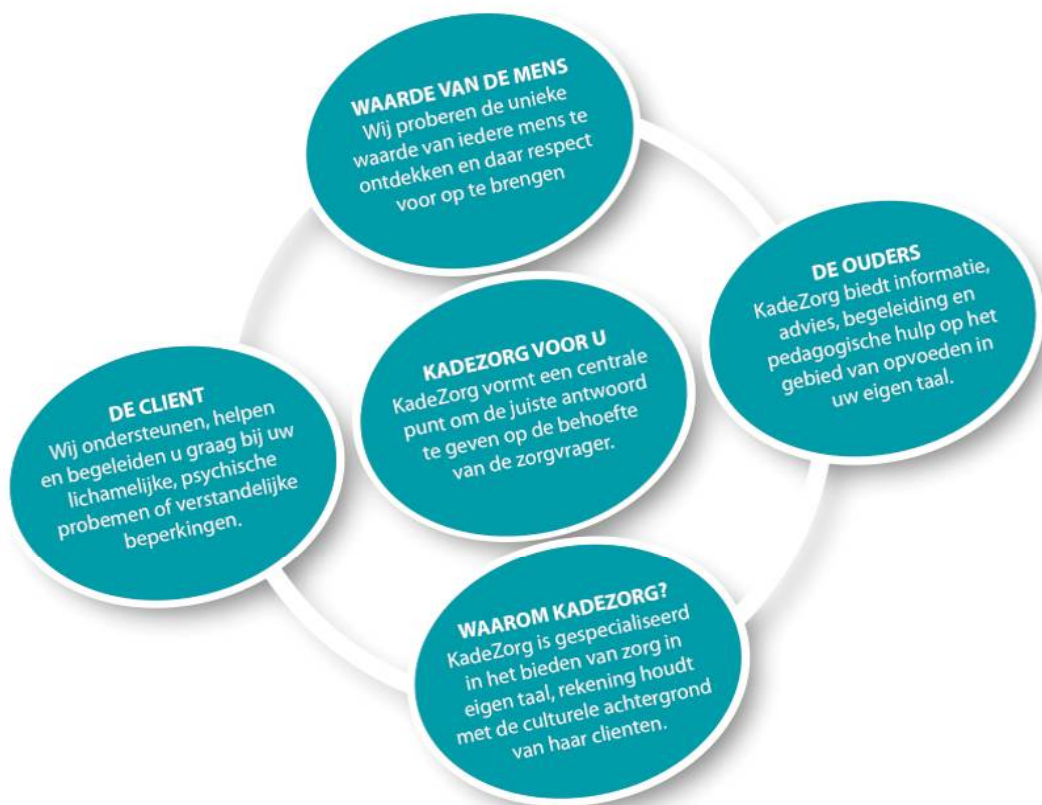 WAARDE VAN DE MENS
Wij proberen de unieke
waarde van iedere mens te
ontdekken en daar respect
voor op te brengen
DE OUDERS
KadeZorg biedt informatie,
advies, begeleiding en
pedagogische hulp op het
gebied van opvoeden in
uw eigen taal.
KADEZORG VOOR U
KadeZorg vormt een centrale
punt om de juiste antwoord
te geven op de behoefte
van de zorgvrager.
DE CLIENT
Wij ondersteunen, helpen
en begeleiden u graag bij uw
lichamelijke, psychische
probemen of verstandelijke
beperkingen.
WAAROM KADEZORG?
KadeZorg is gespecialiseerd
in het bieden van zorg in
eigen taal, rekening houdt
met de culturele achtergrond
van haar clienten.